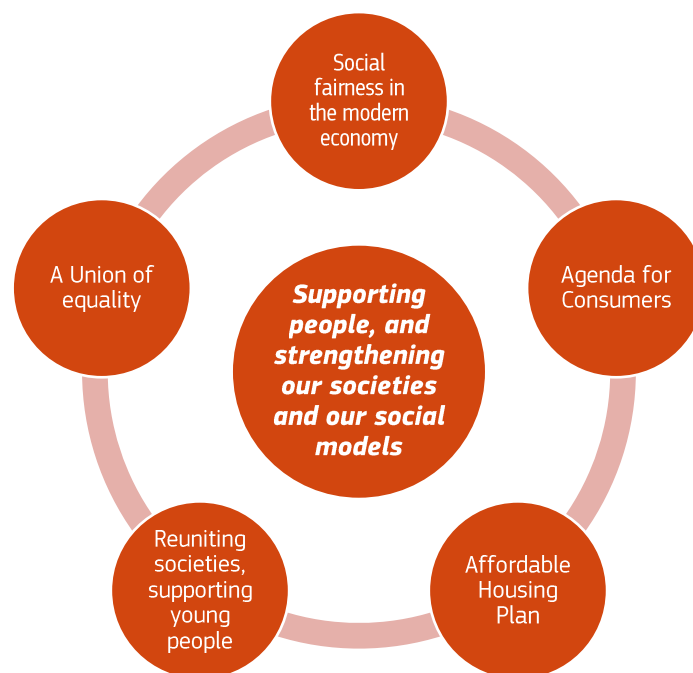 Social
fairness in
the modern
economy
A Union of
equality
Agenda for
Consumers
Supporting
people, and
strengthening
our societies
and our social
models
Reuniting
societies,
supporting
young
people
Affordable
Housing
Plan